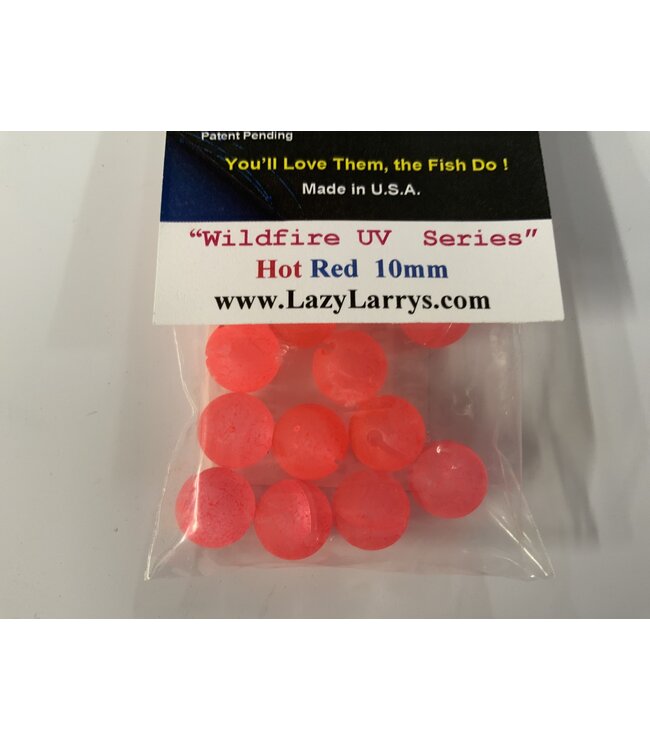 Patent Pending
You'll Love Them, the Fish Do !
Made in U.S.A.
“Wildfire UV Series”
Hot Red 10mm
www.LazyLarrys.com